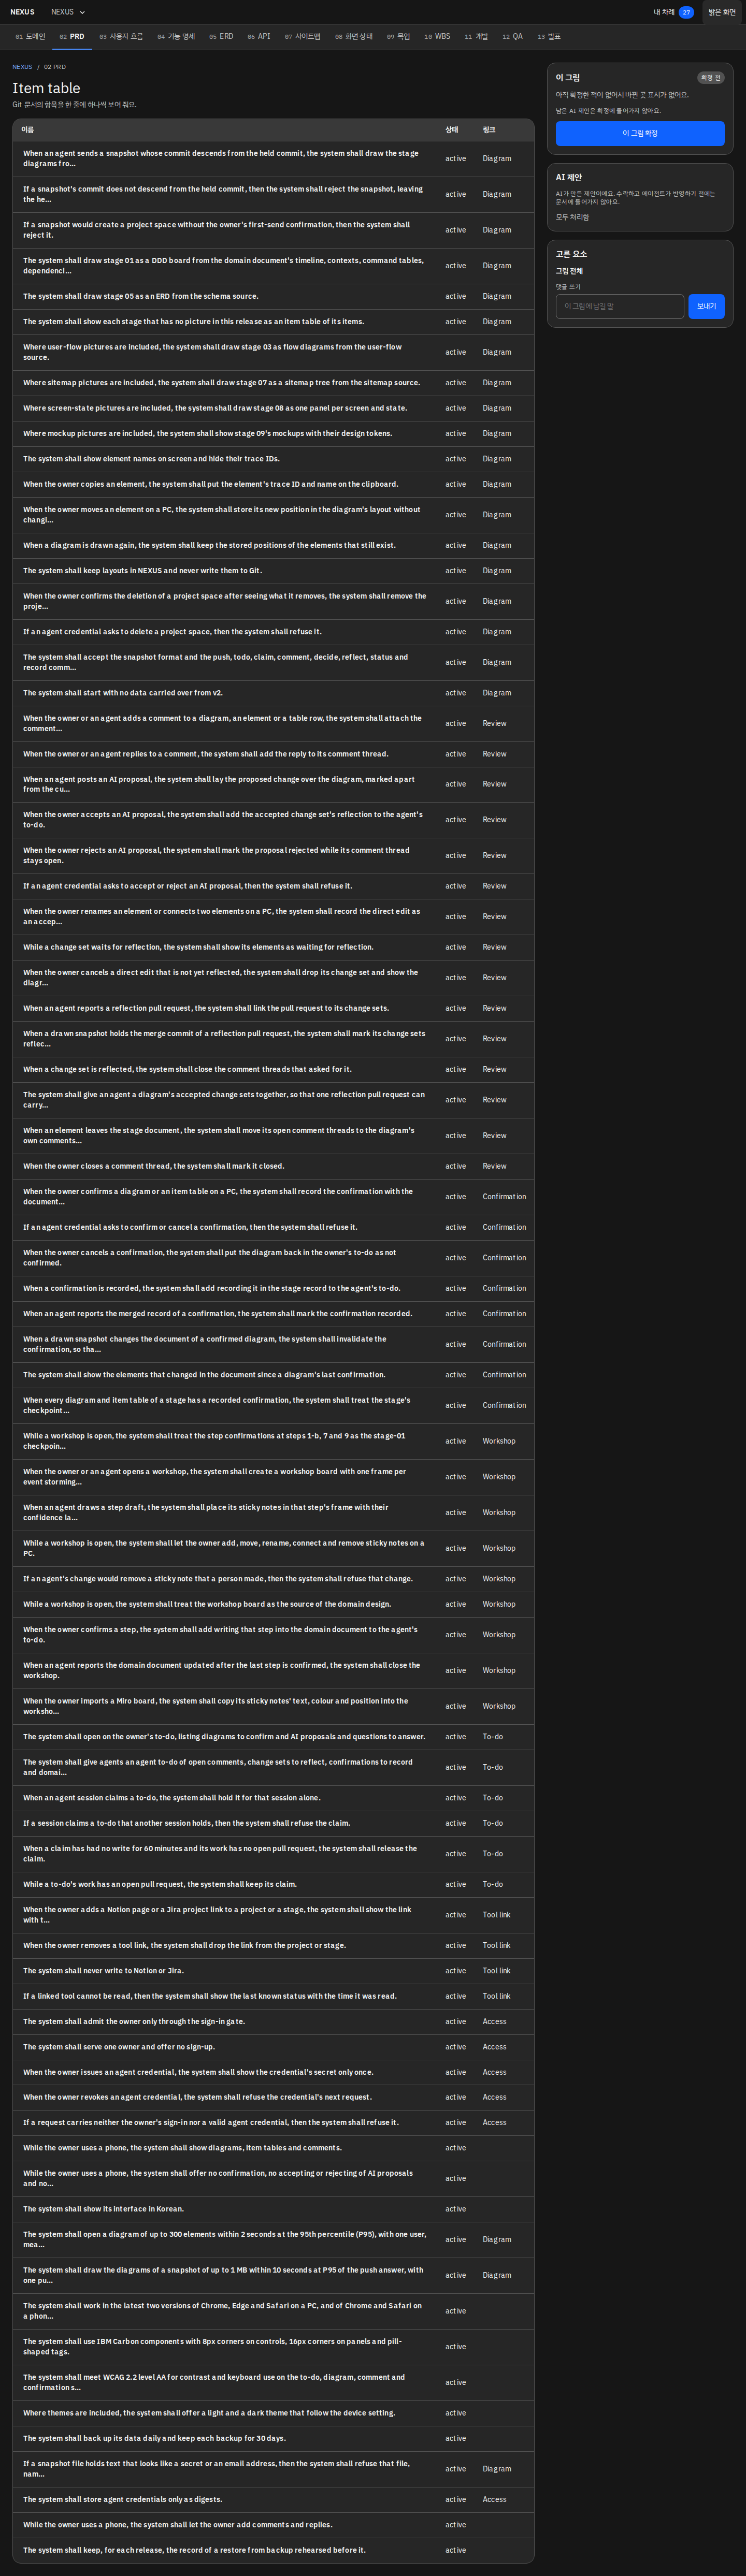 NEXUS
NEXUS
내 차례 27
밝은 화면
01 도메인
02 PRD
03 사용자 흐름
04 기능 명세
05 ERD
06 API
07 사이트맵
08 화면 상태
09 목업
10 WBS
11 개발
12 QA
13 발표
NEXUS / 02 PRD
Item table
Git 문서의 항목을 한 줄에 하나씩 보여 줘요.
이름 상태 링크
When an agent sends a snapshot whose commit descends from the held commit, the system shall draw the stage
diagrams fro… active Diagram
If a snapshot's commit does not descend from the held commit, then the system shall reject the snapshot, leaving
the he… active Diagram
If a snapshot would create a project space without the owner's first-send confirmation, then the system shall
reject it. active Diagram
The system shall draw stage 01 as a DDD board from the domain document's timeline, contexts, command tables,
dependenci… active Diagram
The system shall draw stage 05 as an ERD from the schema source. active Diagram
The system shall show each stage that has no picture in this release as an item table of its items. active Diagram
Where user-flow pictures are included, the system shall draw stage 03 as flow diagrams from the user-flow
source. active Diagram
Where sitemap pictures are included, the system shall draw stage 07 as a sitemap tree from the sitemap source. active Diagram
Where screen-state pictures are included, the system shall draw stage 08 as one panel per screen and state. active Diagram
Where mockup pictures are included, the system shall show stage 09's mockups with their design tokens. active Diagram
The system shall show element names on screen and hide their trace IDs. active Diagram
When the owner copies an element, the system shall put the element's trace ID and name on the clipboard. active Diagram
When the owner moves an element on a PC, the system shall store its new position in the diagram's layout without
changi… active Diagram
When a diagram is drawn again, the system shall keep the stored positions of the elements that still exist. active Diagram
The system shall keep layouts in NEXUS and never write them to Git. active Diagram
When the owner confirms the deletion of a project space after seeing what it removes, the system shall remove the
proje… active Diagram
If an agent credential asks to delete a project space, then the system shall refuse it. active Diagram
The system shall accept the snapshot format and the push, todo, claim, comment, decide, reflect, status and
record comm… active Diagram
The system shall start with no data carried over from v2. active Diagram
When the owner or an agent adds a comment to a diagram, an element or a table row, the system shall attach the
comment… active Review
When the owner or an agent replies to a comment, the system shall add the reply to its comment thread. active Review
When an agent posts an AI proposal, the system shall lay the proposed change over the diagram, marked apart
from the cu… active Review
When the owner accepts an AI proposal, the system shall add the accepted change set's reflection to the agent's
to-do. active Review
When the owner rejects an AI proposal, the system shall mark the proposal rejected while its comment thread
stays open. active Review
If an agent credential asks to accept or reject an AI proposal, then the system shall refuse it. active Review
When the owner renames an element or connects two elements on a PC, the system shall record the direct edit as
an accep… active Review
While a change set waits for reflection, the system shall show its elements as waiting for reflection. active Review
When the owner cancels a direct edit that is not yet reflected, the system shall drop its change set and show the
diagr… active Review
When an agent reports a reflection pull request, the system shall link the pull request to its change sets. active Review
When a drawn snapshot holds the merge commit of a reflection pull request, the system shall mark its change sets
reflec… active Review
When a change set is reflected, the system shall close the comment threads that asked for it. active Review
The system shall give an agent a diagram's accepted change sets together, so that one reflection pull request can
carry… active Review
When an element leaves the stage document, the system shall move its open comment threads to the diagram's
own comments… active Review
When the owner closes a comment thread, the system shall mark it closed. active Review
When the owner confirms a diagram or an item table on a PC, the system shall record the confirmation with the
document… active Confirmation
If an agent credential asks to confirm or cancel a confirmation, then the system shall refuse it. active Confirmation
When the owner cancels a confirmation, the system shall put the diagram back in the owner's to-do as not
confirmed. active Confirmation
When a confirmation is recorded, the system shall add recording it in the stage record to the agent's to-do. active Confirmation
When an agent reports the merged record of a confirmation, the system shall mark the confirmation recorded. active Confirmation
When a drawn snapshot changes the document of a confirmed diagram, the system shall invalidate the
confirmation, so tha… active Confirmation
The system shall show the elements that changed in the document since a diagram's last confirmation. active Confirmation
When every diagram and item table of a stage has a recorded confirmation, the system shall treat the stage's
checkpoint… active Confirmation
While a workshop is open, the system shall treat the step confirmations at steps 1-b, 7 and 9 as the stage-01
checkpoin… active Workshop
When the owner or an agent opens a workshop, the system shall create a workshop board with one frame per
event storming… active Workshop
When an agent draws a step draft, the system shall place its sticky notes in that step's frame with their
confidence la… active Workshop
While a workshop is open, the system shall let the owner add, move, rename, connect and remove sticky notes on a
PC. active Workshop
If an agent's change would remove a sticky note that a person made, then the system shall refuse that change. active Workshop
While a workshop is open, the system shall treat the workshop board as the source of the domain design. active Workshop
When the owner confirms a step, the system shall add writing that step into the domain document to the agent's
to-do. active Workshop
When an agent reports the domain document updated after the last step is confirmed, the system shall close the
workshop. active Workshop
When the owner imports a Miro board, the system shall copy its sticky notes' text, colour and position into the
worksho… active Workshop
The system shall open on the owner's to-do, listing diagrams to confirm and AI proposals and questions to answer. active To-do
The system shall give agents an agent to-do of open comments, change sets to reflect, confirmations to record
and domai… active To-do
When an agent session claims a to-do, the system shall hold it for that session alone. active To-do
If a session claims a to-do that another session holds, then the system shall refuse the claim. active To-do
When a claim has had no write for 60 minutes and its work has no open pull request, the system shall release the
claim. active To-do
While a to-do's work has an open pull request, the system shall keep its claim. active To-do
When the owner adds a Notion page or a Jira project link to a project or a stage, the system shall show the link
with t… active Tool link
When the owner removes a tool link, the system shall drop the link from the project or stage. active Tool link
The system shall never write to Notion or Jira. active Tool link
If a linked tool cannot be read, then the system shall show the last known status with the time it was read. active Tool link
The system shall admit the owner only through the sign-in gate. active Access
The system shall serve one owner and offer no sign-up. active Access
When the owner issues an agent credential, the system shall show the credential's secret only once. active Access
When the owner revokes an agent credential, the system shall refuse the credential's next request. active Access
If a request carries neither the owner's sign-in nor a valid agent credential, then the system shall refuse it. active Access
While the owner uses a phone, the system shall show diagrams, item tables and comments. active
While the owner uses a phone, the system shall offer no confirmation, no accepting or rejecting of AI proposals
and no… active
The system shall show its interface in Korean. active
The system shall open a diagram of up to 300 elements within 2 seconds at the 95th percentile (P95), with one user,
mea… active Diagram
The system shall draw the diagrams of a snapshot of up to 1 MB within 10 seconds at P95 of the push answer, with
one pu… active Diagram
The system shall work in the latest two versions of Chrome, Edge and Safari on a PC, and of Chrome and Safari on
a phon… active
The system shall use IBM Carbon components with 8px corners on controls, 16px corners on panels and pill-
shaped tags. active
The system shall meet WCAG 2.2 level AA for contrast and keyboard use on the to-do, diagram, comment and
confirmation s… active
Where themes are included, the system shall offer a light and a dark theme that follow the device setting. active
The system shall back up its data daily and keep each backup for 30 days. active
If a snapshot file holds text that looks like a secret or an email address, then the system shall refuse that file,
nam… active Diagram
The system shall store agent credentials only as digests. active Access
While the owner uses a phone, the system shall let the owner add comments and replies. active
The system shall keep, for each release, the record of a restore from backup rehearsed before it. active
이 그림
확정 전
아직 확정한 적이 없어서 바뀐 곳 표시가 없어요.
남은 AI 제안은 확정에 들어가지 않아요.
이 그림 확정
AI 제안
AI가 만든 제안이에요. 수락하고 에이전트가 반영하기 전에는
문서에 들어가지 않아요.
모두 처리함
고른 요소
그림 전체
댓글 쓰기
이 그림에 남길 말
보내기